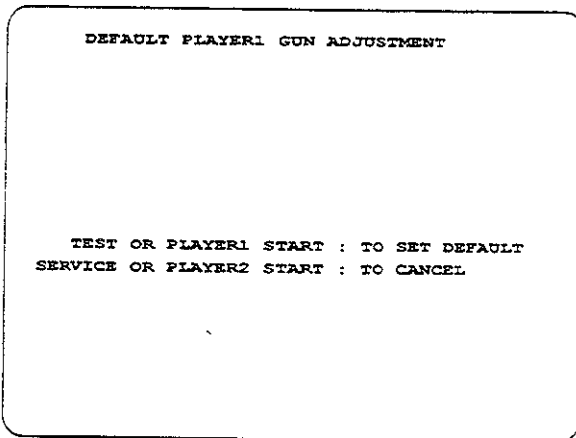 DEFAULT PLAYER1 GUN ADJUSTMENT
TEST OR PLAYER1 START : TO SET DEFAULT
SERVICE OR PLAYER2 START : TO CANCEL